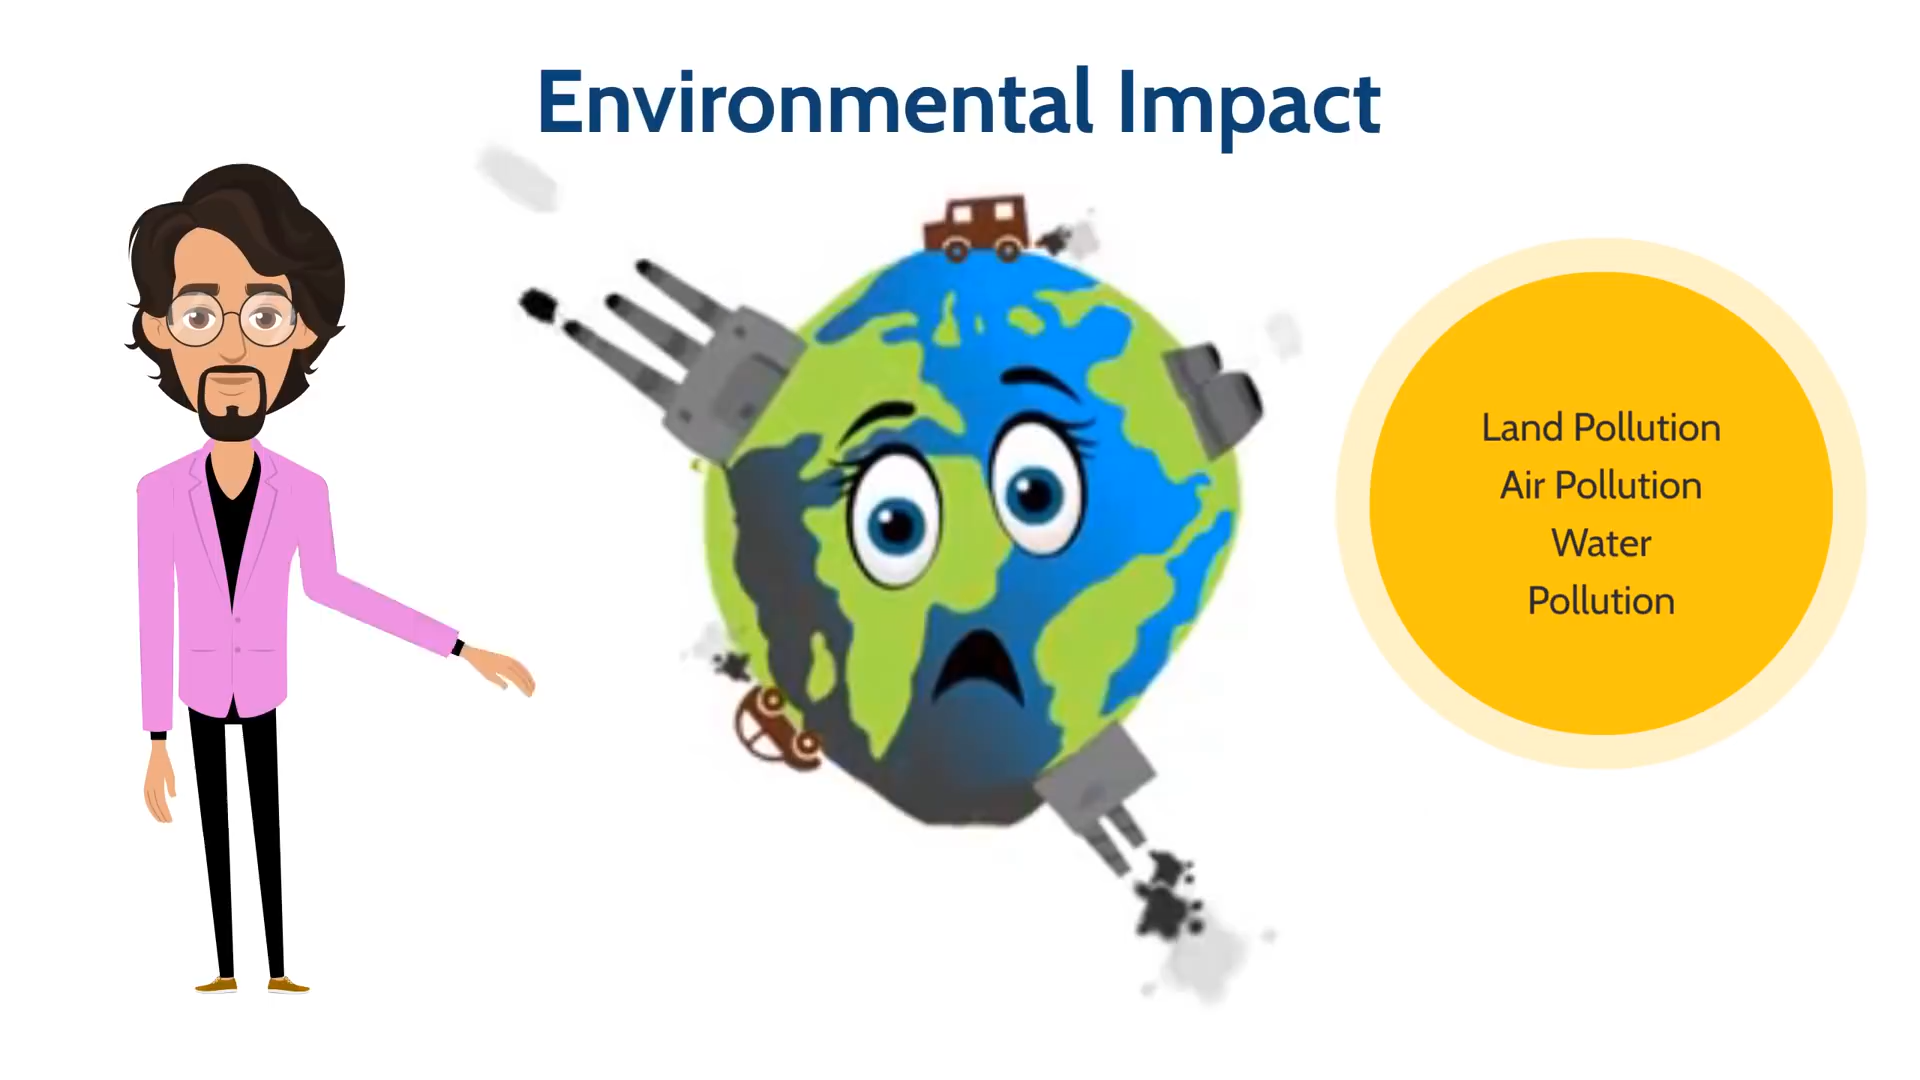 Environmental Impact
Land Pollution
Air Pollution
Water
Pollution